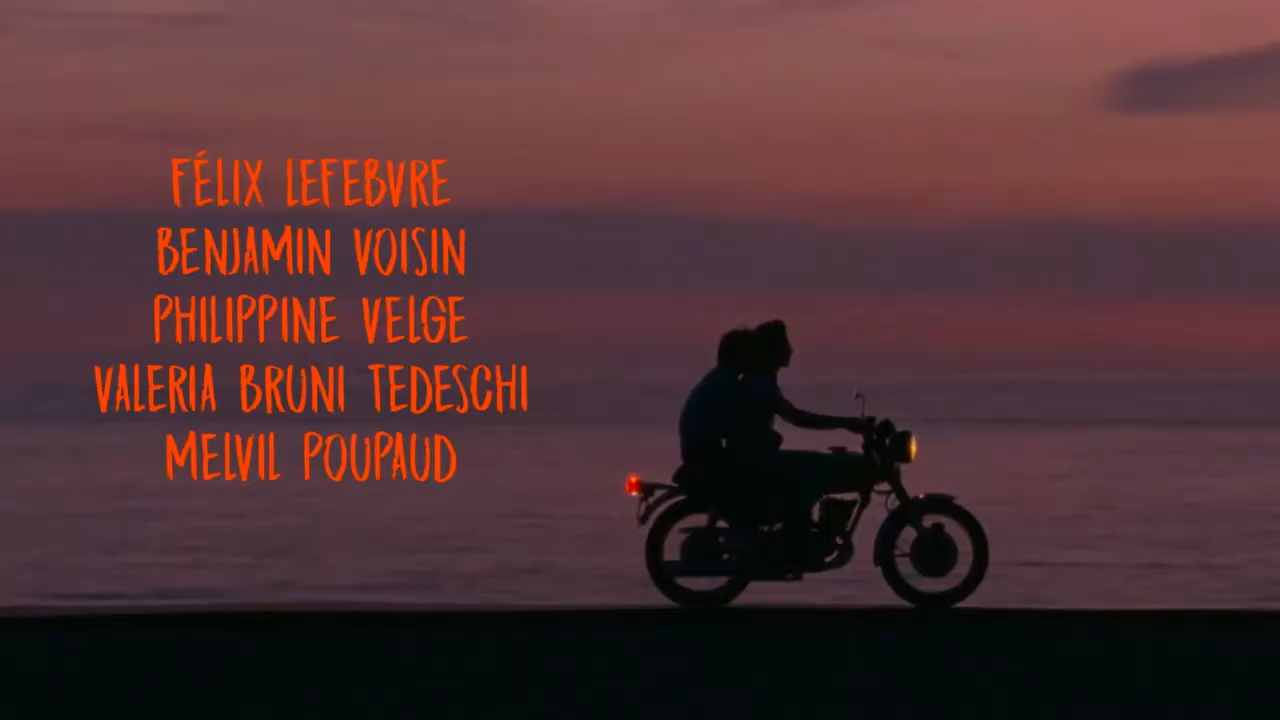 FÉLIX LEFEBVRE
BENJAMIN VOISIN
PHILIPPINE VELGE
VALERIA BRUNI TEDESCHI
MELVIL POUPAUD